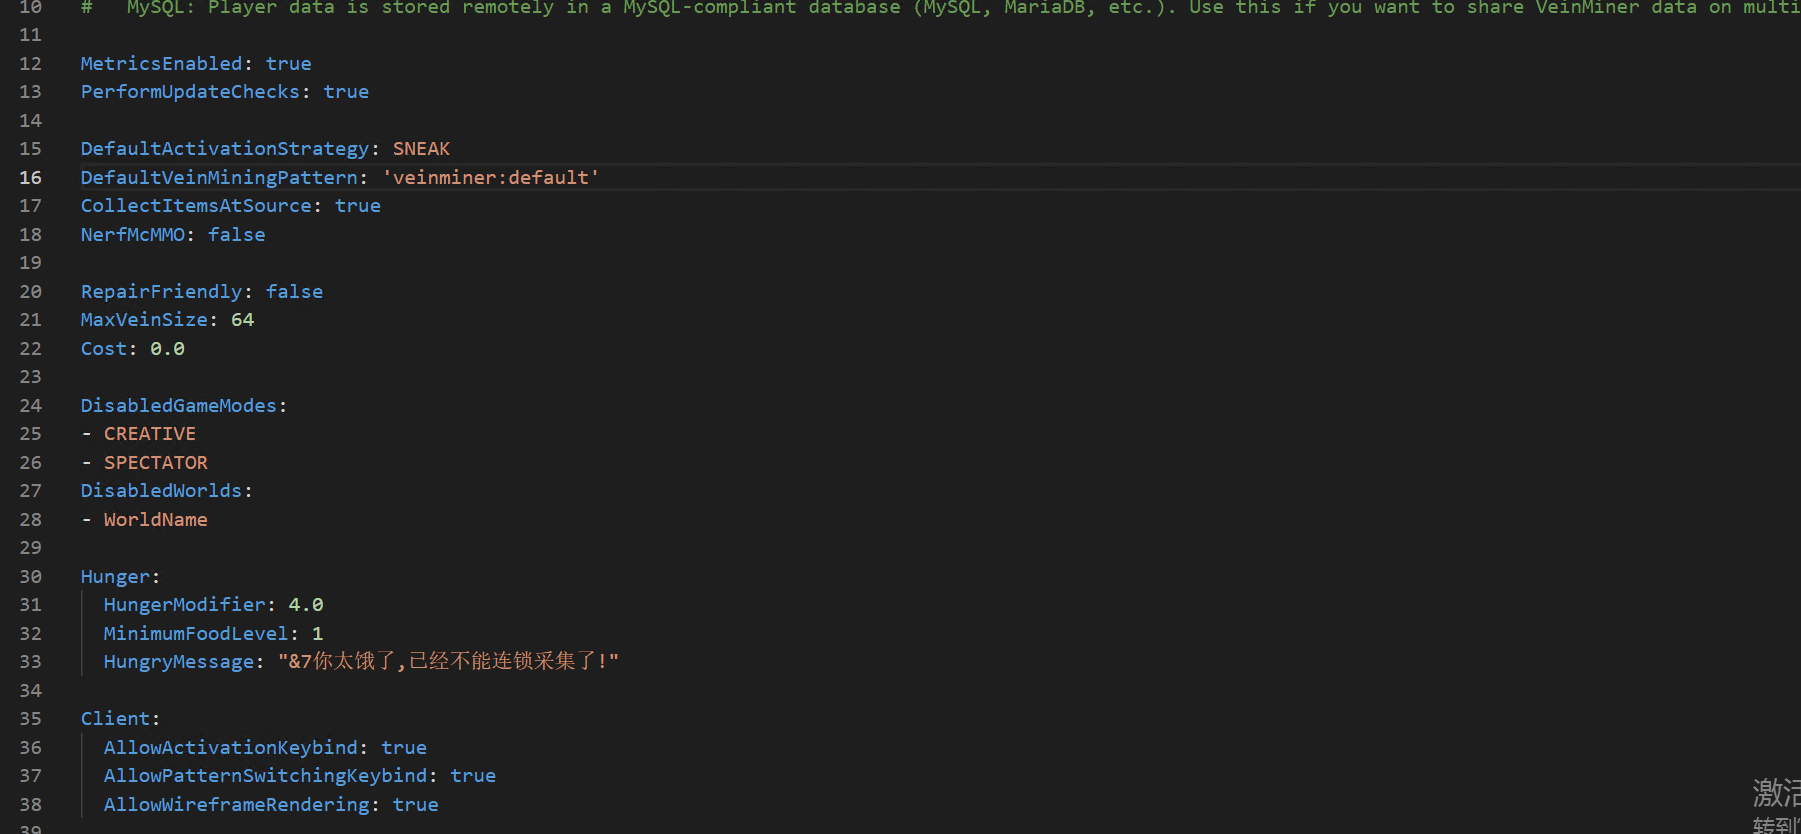 10 #   MySQL: Player data is stored remotely in a MySQL-compliant database (MySQL, MariaDB, etc.). Use this if you want to share VeinMiner data on multi
11
12 MetricsEnabled: true
13 PerformUpdateChecks: true
14
15 DefaultActivationStrategy: SNEAK
16 DefaultVeinMiningPattern: 'veinminer:default'
17 CollectItemsAtSource: true
18 NerfMcMMO: false
19
20 RepairFriendly: false
21 MaxVeinSize: 64
22 Cost: 0.0
23
24 DisabledGameModes:
25 - CREATIVE
26 - SPECTATOR
27 DisabledWorlds:
28 - WorldName
29
30 Hunger:
31   HungerModifier: 4.0
32   MinimumFoodLevel: 1
33   HungryMessage: "&7你太饿了,已经不能连锁采集了!"
34
35 Client:
36   AllowActivationKeybind: true
37   AllowPatternSwitchingKeybind: true
38   AllowWireframeRendering: true
39
激活
转到"